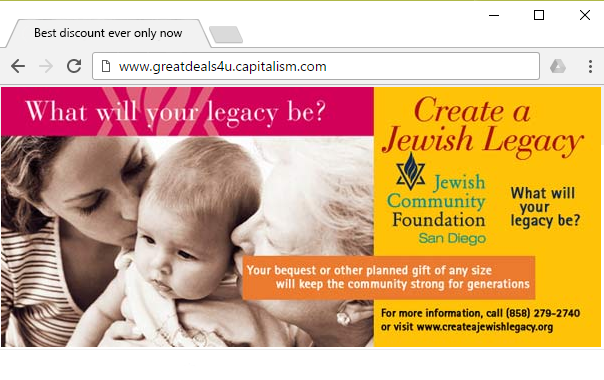 Best discount ever only now
www.greatdeals4u.capitalism.com
What will your legacy be?
Create a
Jewish Legacy
Jewish
Community
Foundation
San Diego
What will
your
legacy be?
Your bequest or other planned gift of any size
will keep the community strong for generations
For more information, call (858) 279-2740
or visit www.createajewishlegacy.org